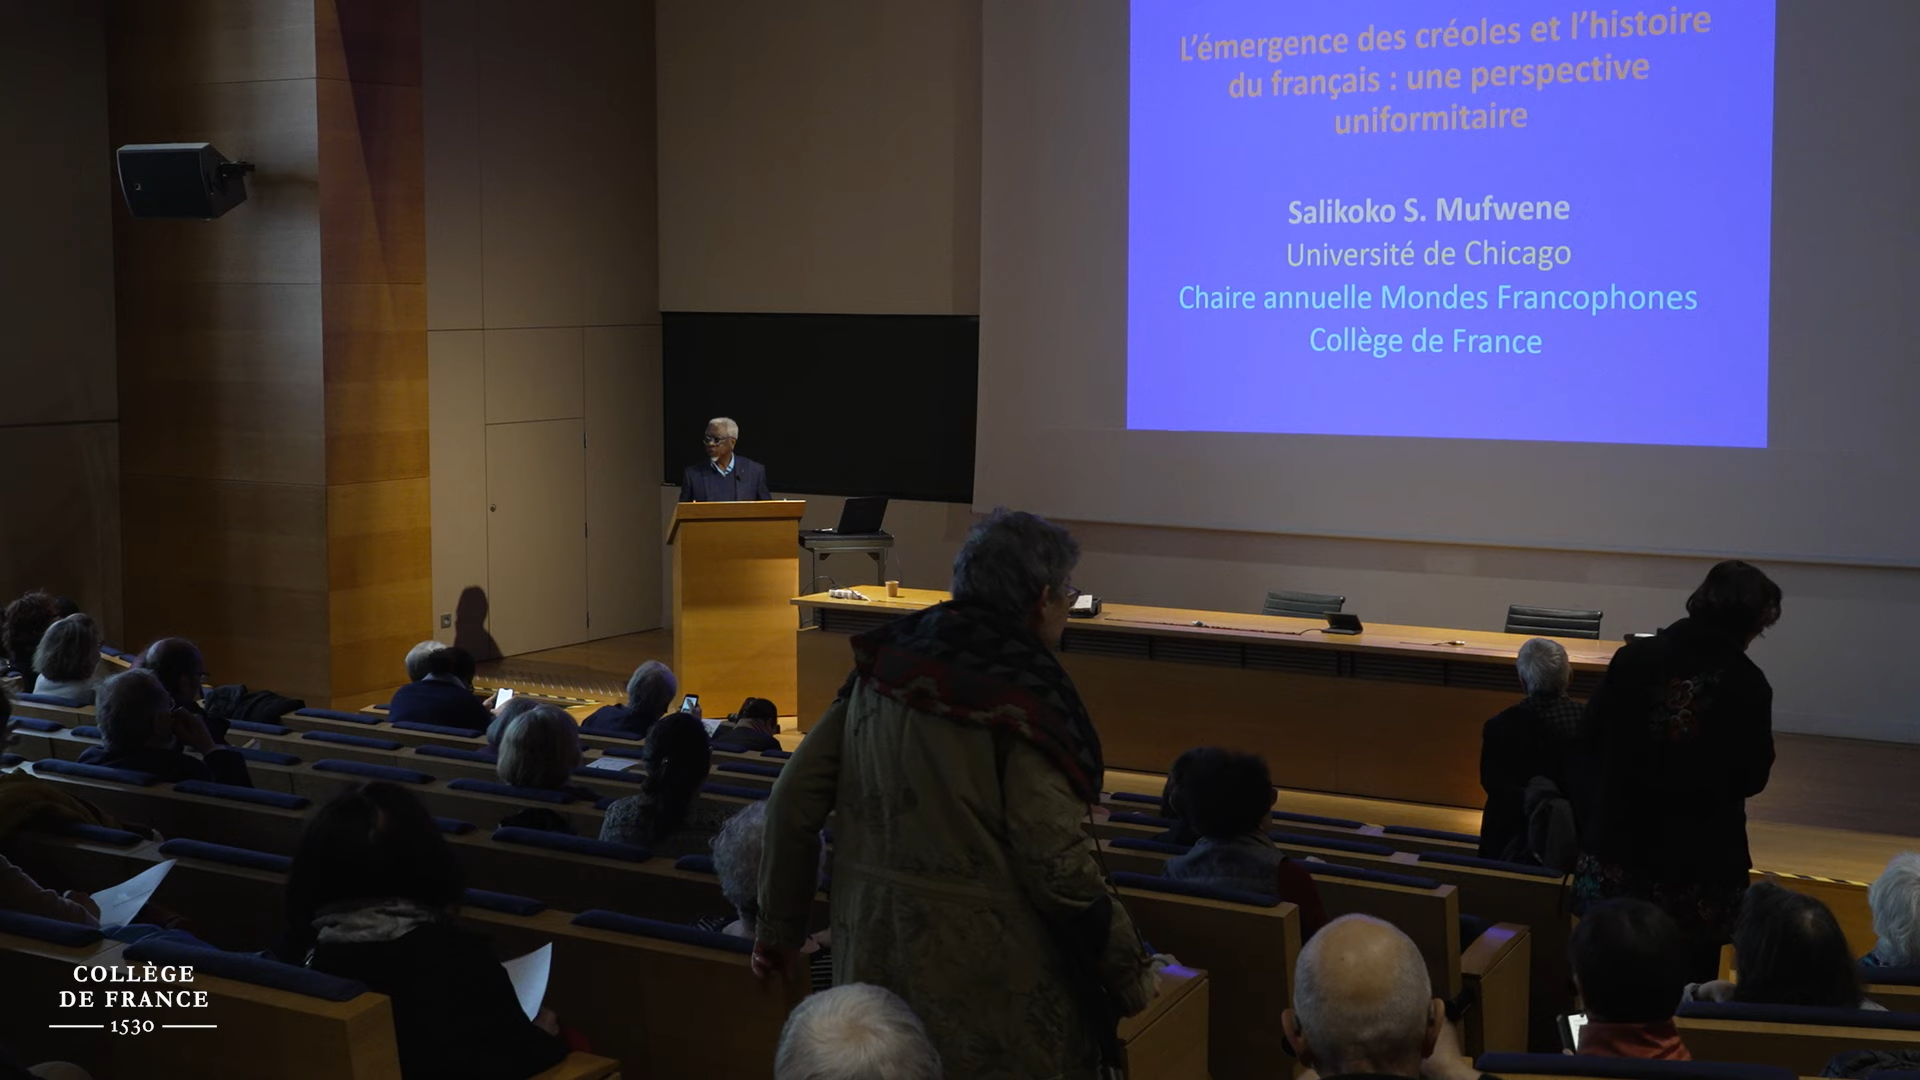 L’émergence des créoles et l’histoire
du français : une perspective
uniformitaire
Salikoko S. Mufwene
Université de Chicago
Chaire annuelle Mondes Francophones
Collège de France
COLLÈGE
DE FRANCE
1530